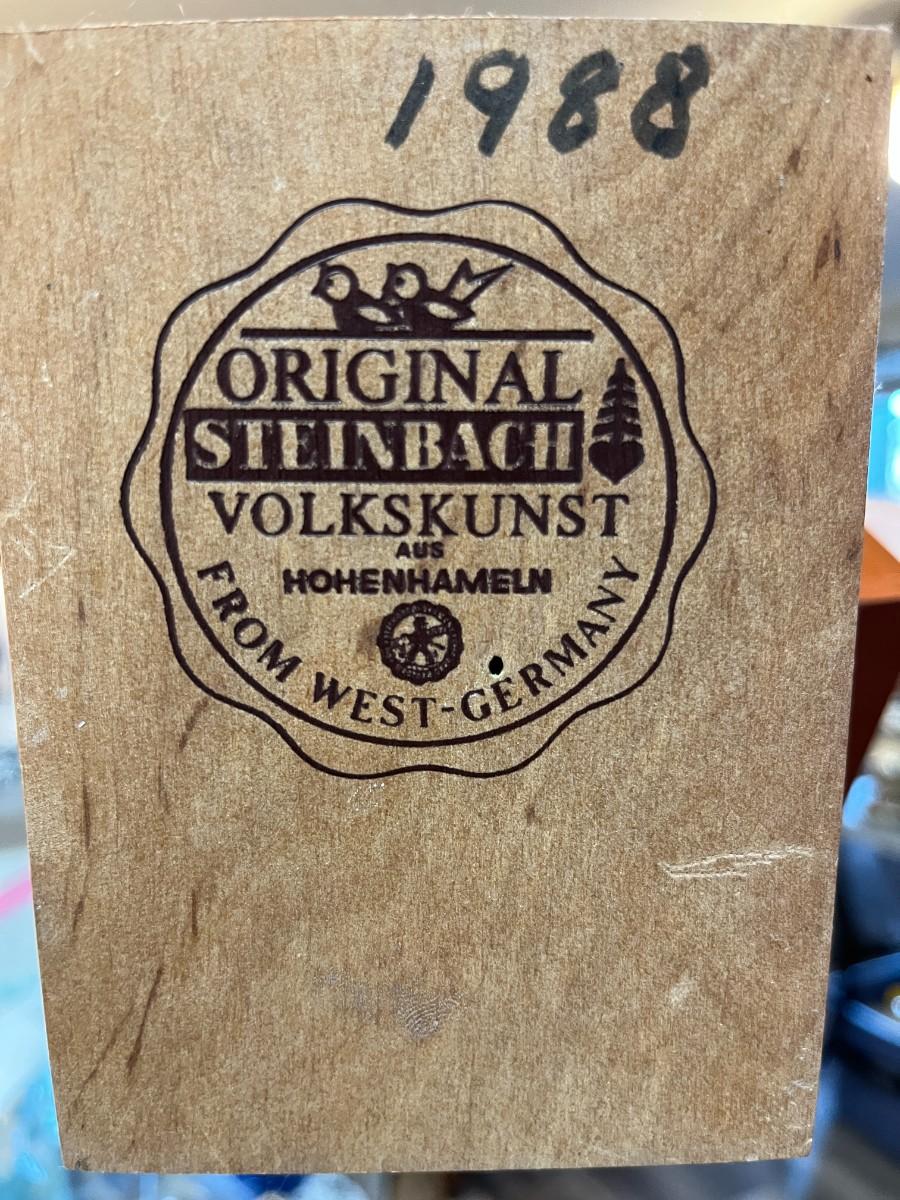 1988
ORIGINAL
STEINBACH
VOLKSKUNST
AUS
HOHENHAMELN
FROM WEST-GERMANY